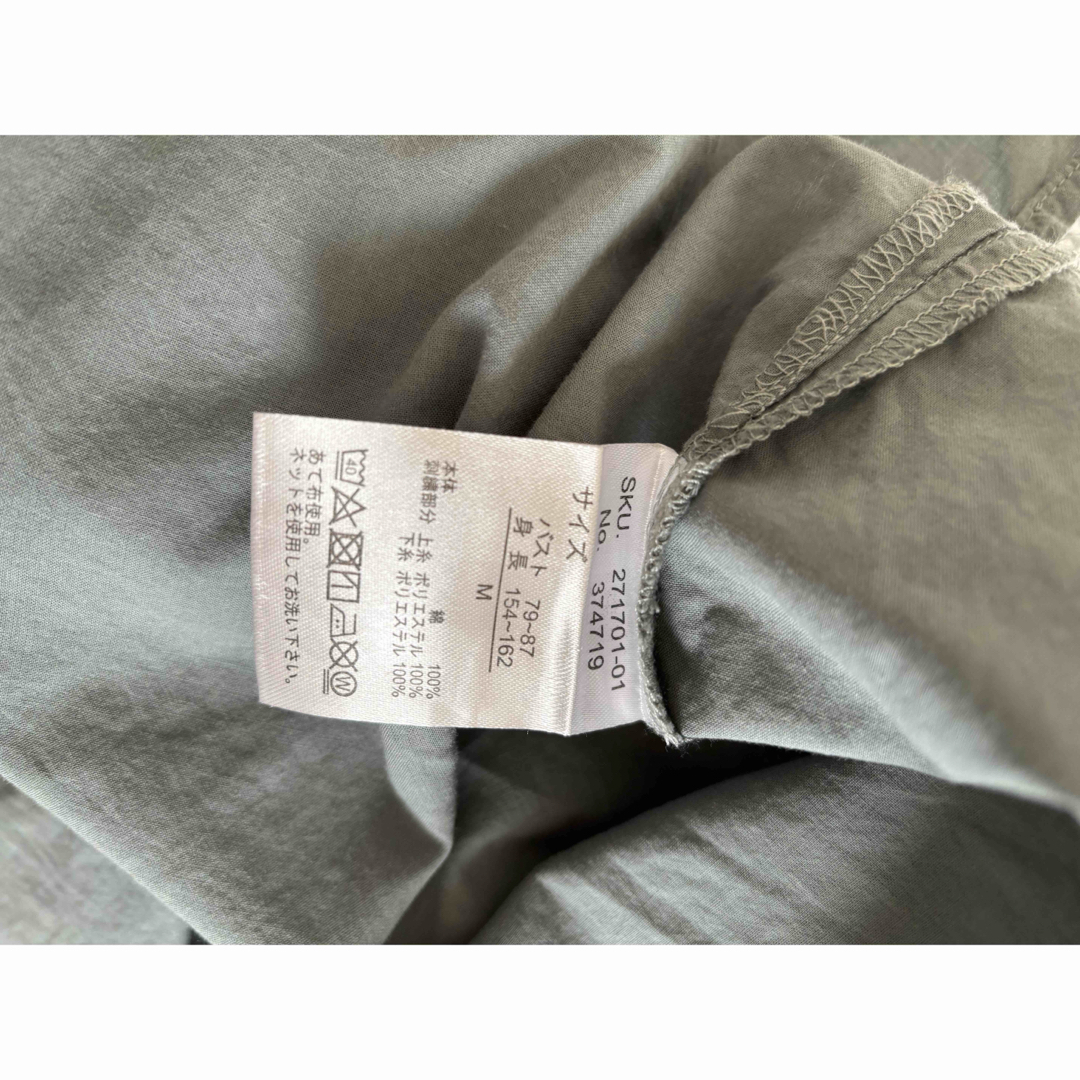 SKU. 271701-01
No. 374719
サイズ
バスト 79~87
身長 154~162
M
本体 綿 100%
刺繍部分 上糸 ポリエステル 100%
下糸 ポリエステル 100%
40
W
あて布使用。
ネットを使用してお洗い下さい。